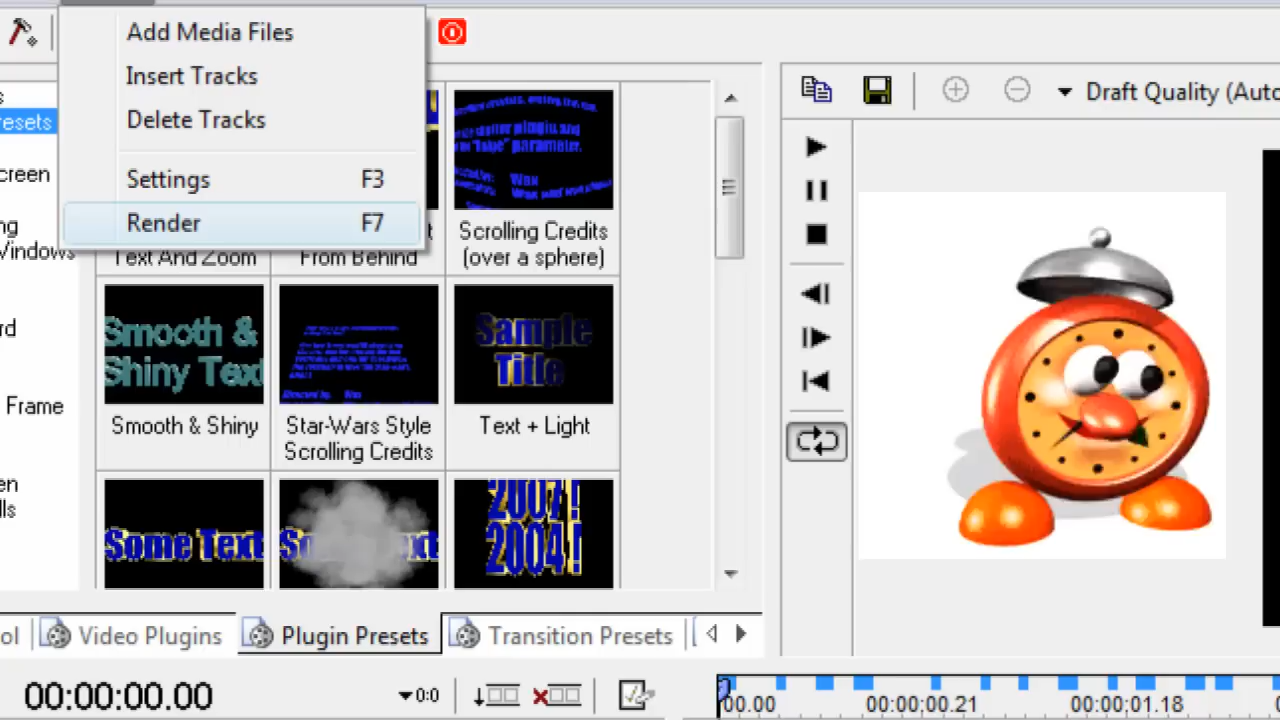 Add Media Files
Insert Tracks
Delete Tracks
Settings F3
Render F7
s
resets
creen
ng
Windows
rd
Frame
en
lls
Text And Zoom
t
From Behind
Scrolling Credits
(over a sphere)
Smooth &
Shiny Text
Smooth & Shiny
Star-Wars Style
Scrolling Credits
Sample
Title
Text + Light
Some Text
2007!
2004!
Draft Quality (Auto
ol
Video Plugins
Plugin Presets
Transition Presets
00:00:00.00
0:0
00.00
00:00:00.21
00:00:01.18